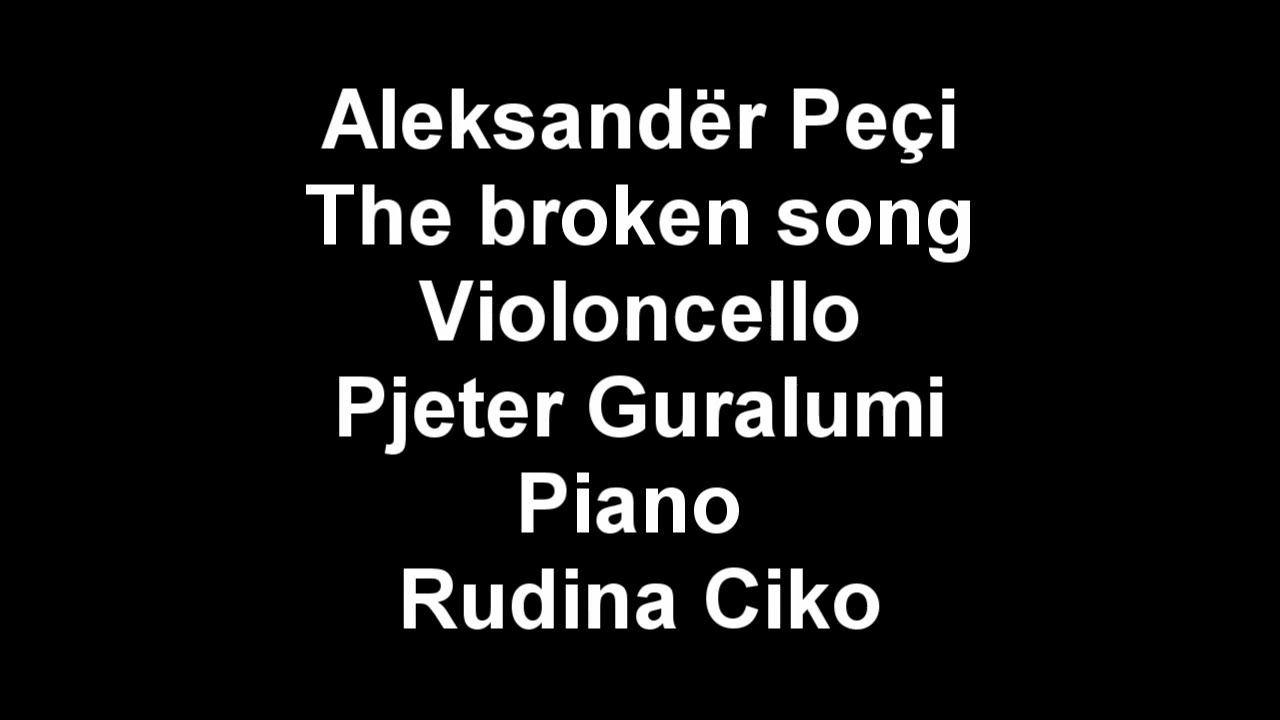 Aleksandër Peçi
The broken song
Violoncello
Pjeter Guralumi
Piano
Rudina Ciko